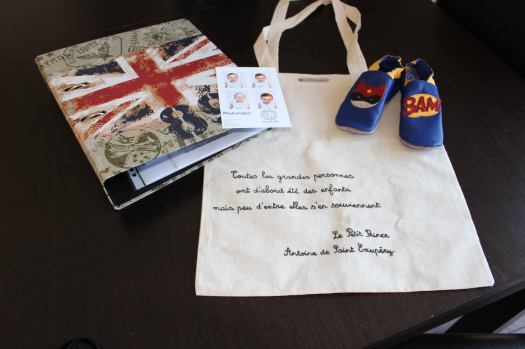 BAM!
Toutes les grandes personnes
ont d'abord été des enfants
mais peu d'entre elles s'en souviennent
Le Petit Prince
Antoine de Saint Exupéry